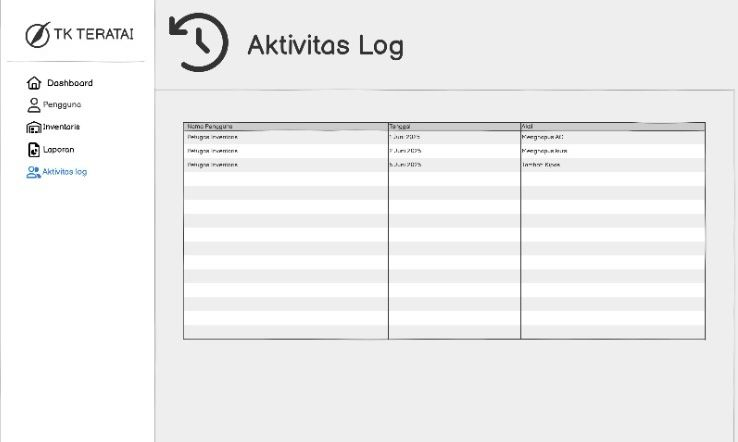 TK TERATAI
Aktivitas Log
Dashboard
Pengguna
Inventaris
Laporan
Aktivitas log
Nama Pengguna Tanggal Aksi
Petugas Inventaris 1 Juni 2025 Menghapus AC
Petugas Inventaris 2 Juni 2025 Menghapus kursi
Petugas Inventaris 5 Juni 2025 Tambah Kipas